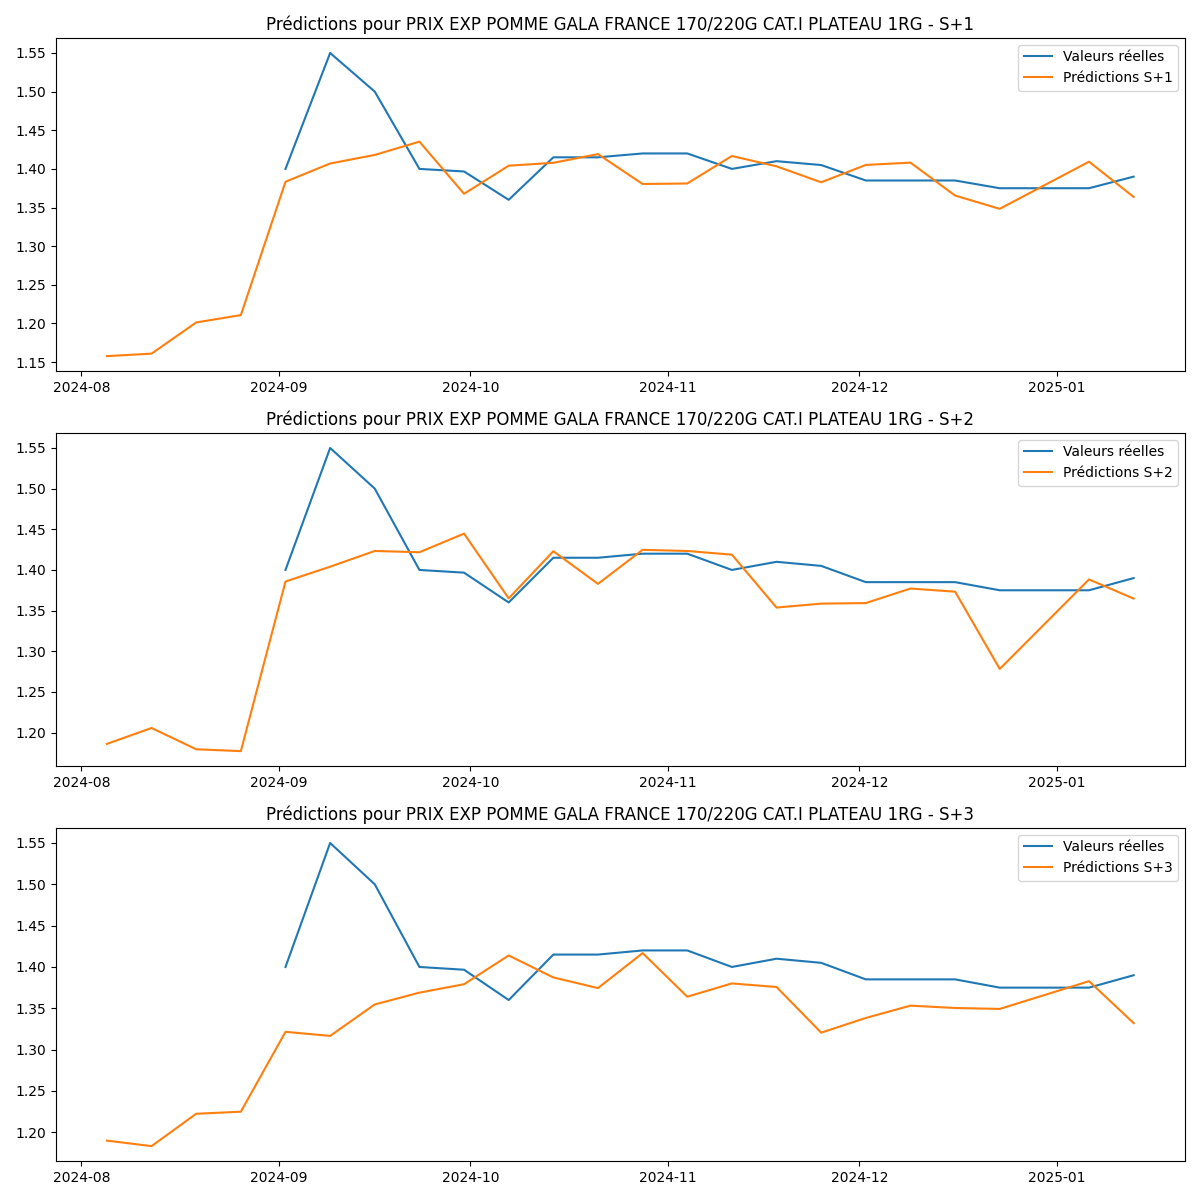 Prédictions pour PRIX EXP POMME GALA FRANCE 170/220G CAT.I PLATEAU 1RG - S+1
Valeurs réelles
Prédictions S+1
1.55
1.50
1.45
1.40
1.35
1.30
1.25
1.20
1.15
2024-08 2024-09 2024-10 2024-11 2024-12 2025-01
Prédictions pour PRIX EXP POMME GALA FRANCE 170/220G CAT.I PLATEAU 1RG - S+2
Valeurs réelles
Prédictions S+2
1.55
1.50
1.45
1.40
1.35
1.30
1.25
1.20
2024-08 2024-09 2024-10 2024-11 2024-12 2025-01
Prédictions pour PRIX EXP POMME GALA FRANCE 170/220G CAT.I PLATEAU 1RG - S+3
Valeurs réelles
Prédictions S+3
1.55
1.50
1.45
1.40
1.35
1.30
1.25
1.20
2024-08 2024-09 2024-10 2024-11 2024-12 2025-01